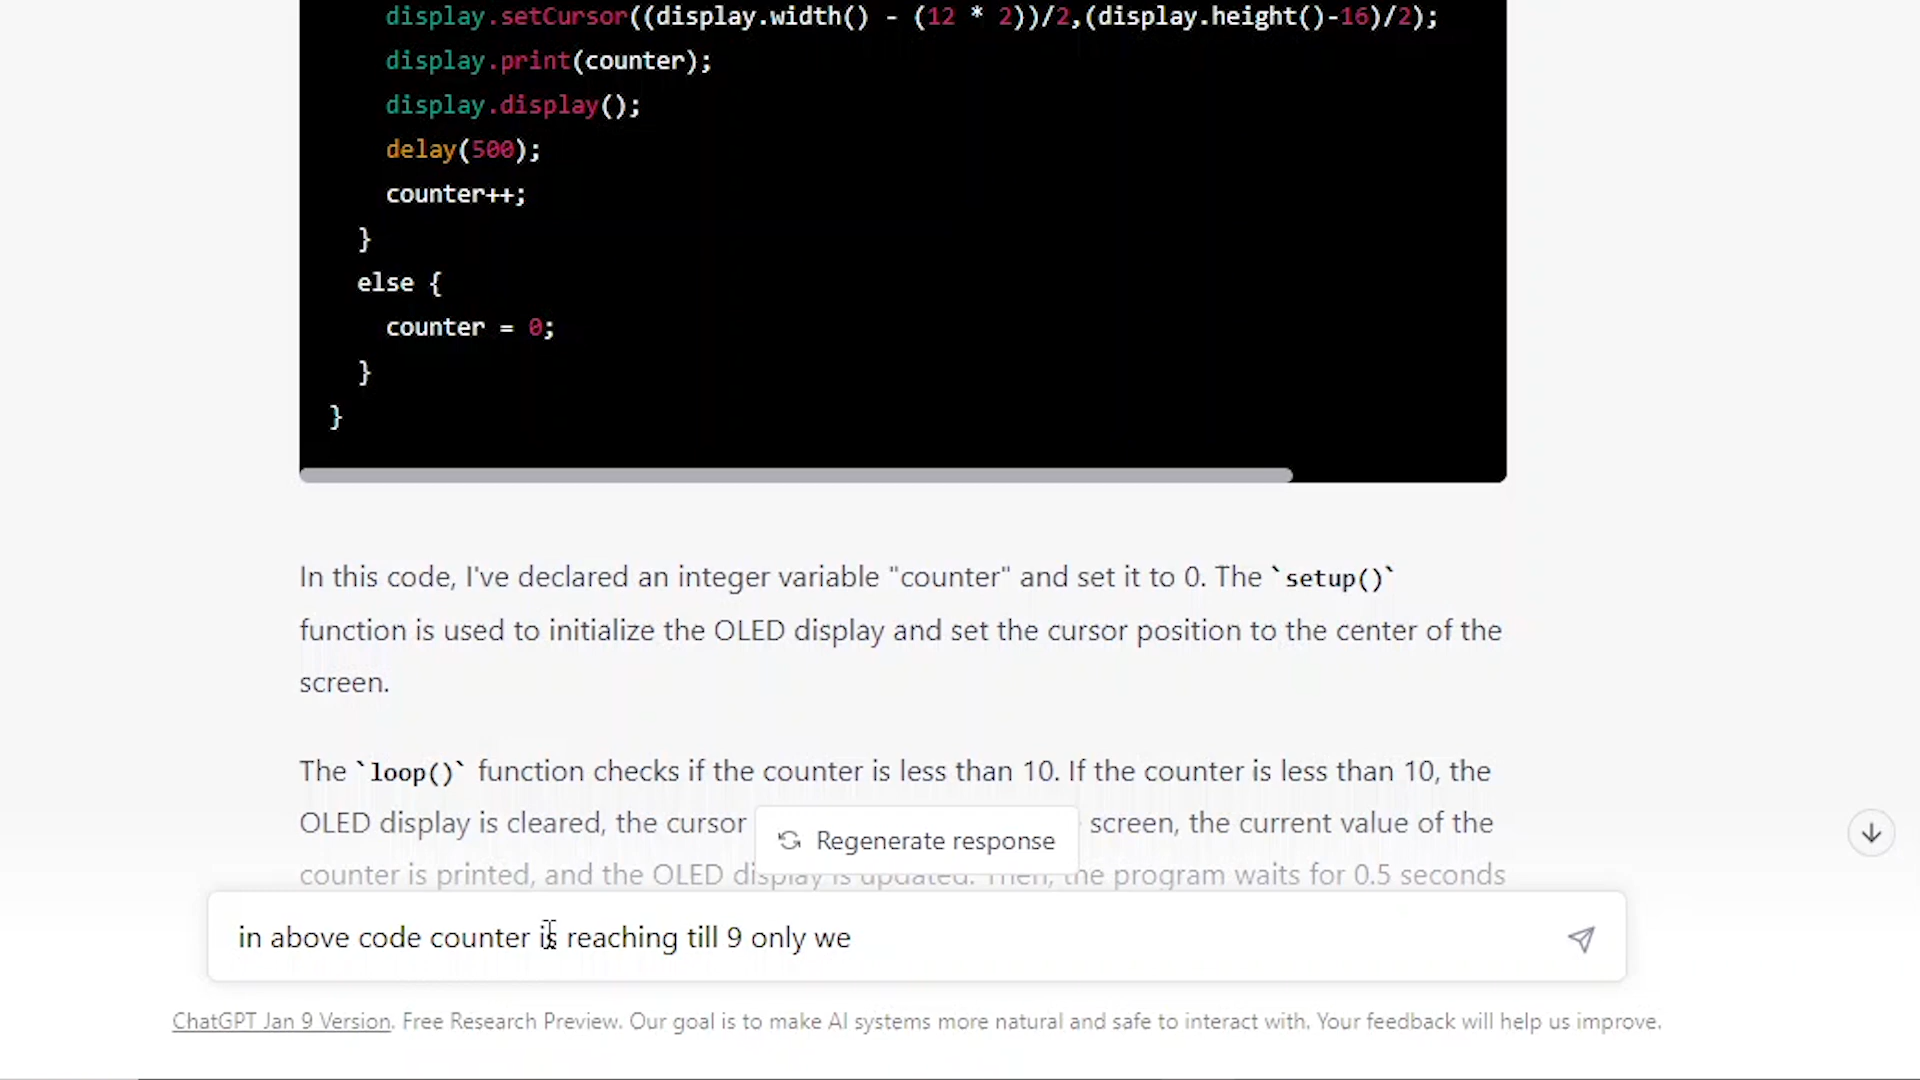 display.setCursor((display.width() - (12 * 2))/2,(display.height()-16)/2);
display.print(counter);
display.display();
delay(500);
counter++;
}
else {
counter = 0;
}
}
In this code, I've declared an integer variable "counter" and set it to 0. The `setup()`
function is used to initialize the OLED display and set the cursor position to the center of the
screen.
The `loop()` function checks if the counter is less than 10. If the counter is less than 10, the
OLED display is cleared, the cursor screen, the current value of the
Regenerate response
counter is printed, and the OLED display is updated. Then, the program waits for 0.5 seconds
in above code counter is reaching till 9 only we
ChatGPT Jan 9 Version. Free Research Preview. Our goal is to make AI systems more natural and safe to interact with. Your feedback will help us improve.